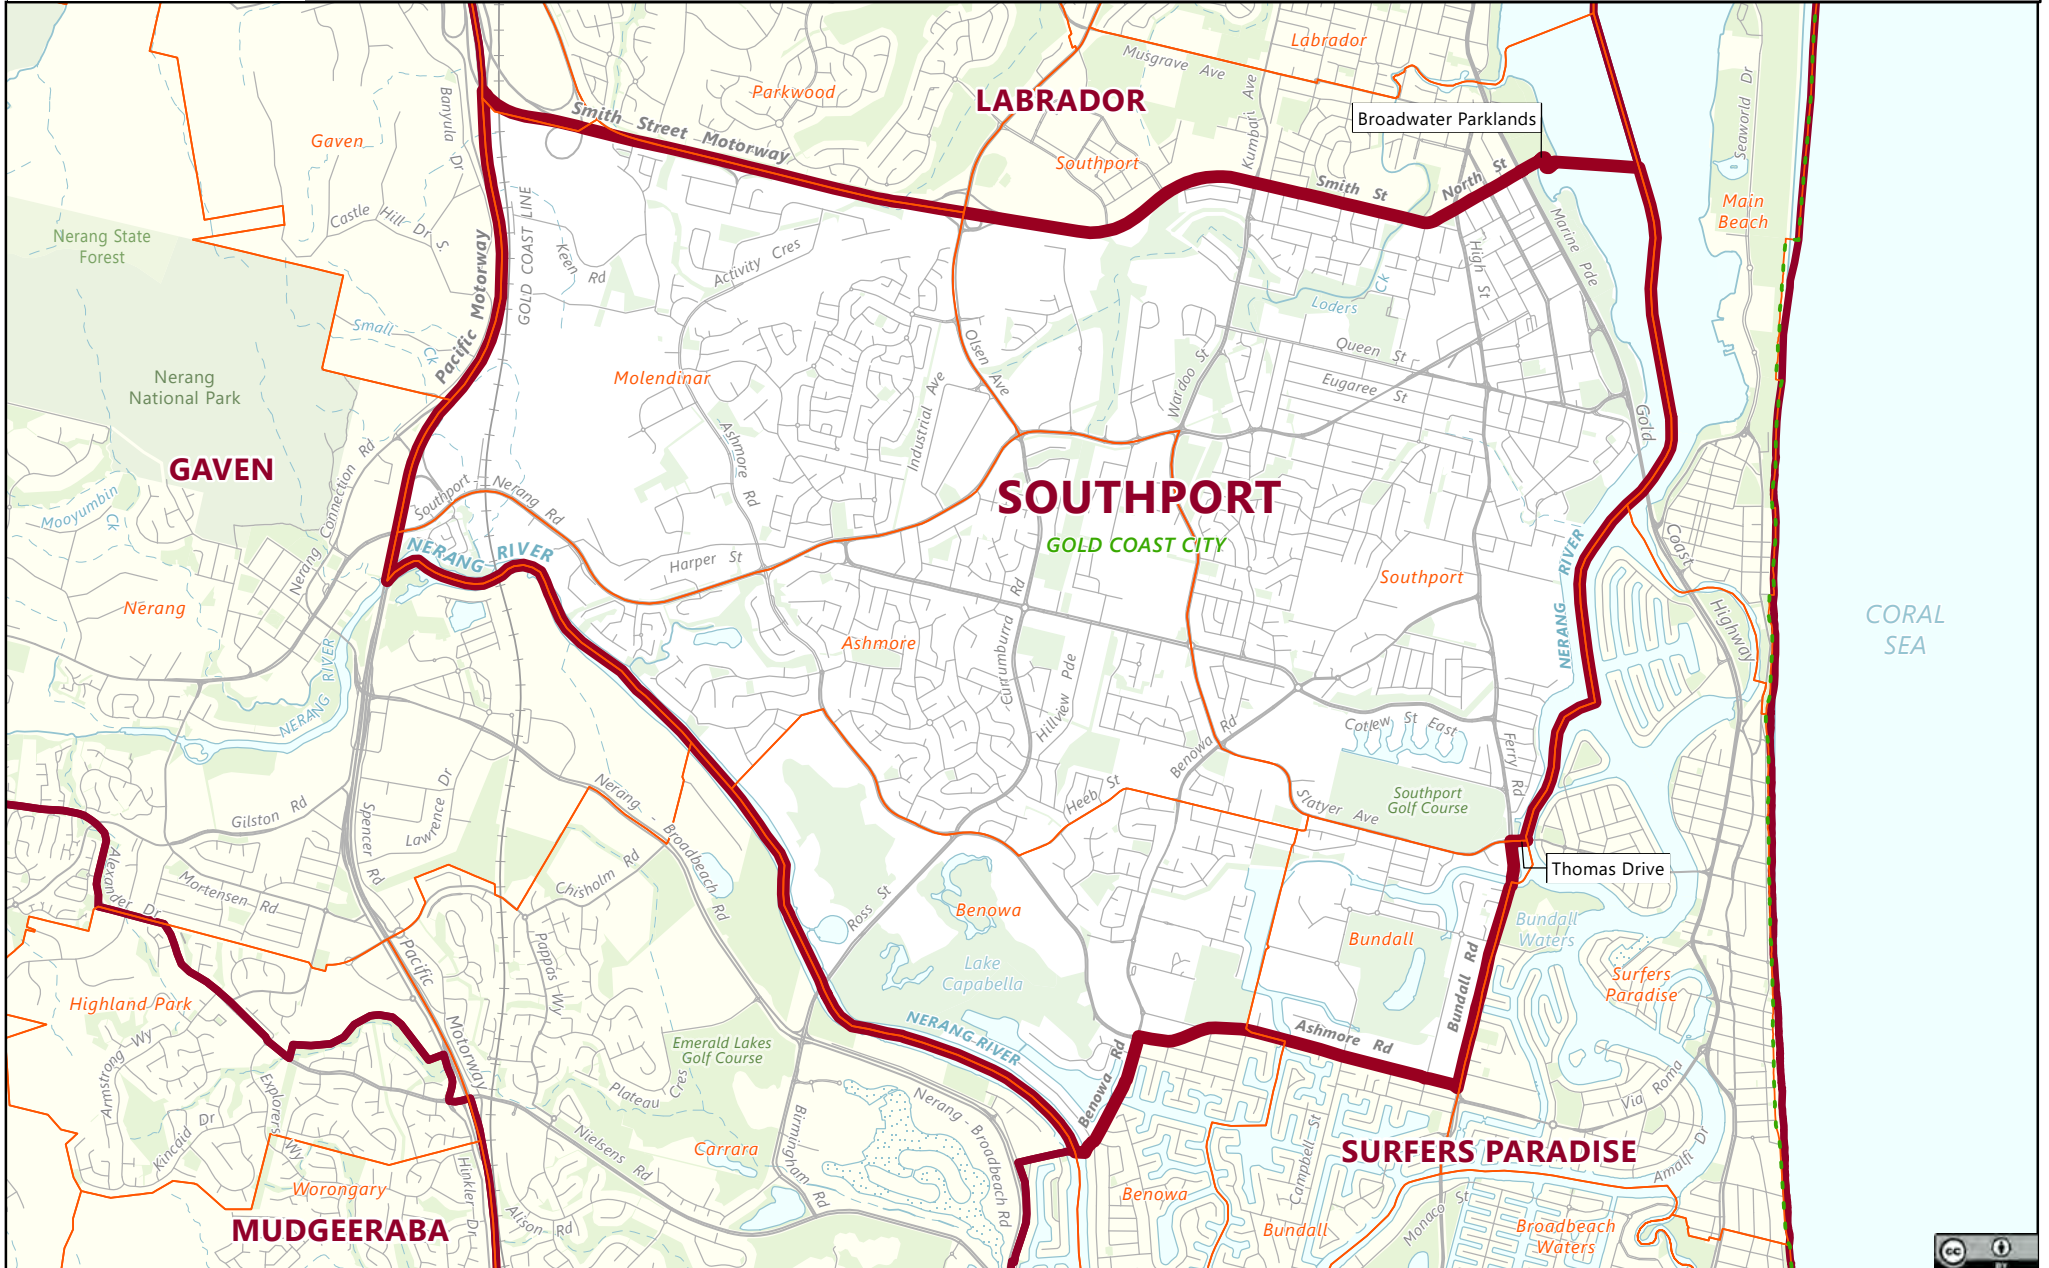 Labrador
Musgrave Ave
Parkwood
LABRADOR
Broadwater Parklands
Smith Street Motorway
Banyula Dr
Gaven
Kumbari Ave
Seaworld Dr
Southport
Smith St
North St
Main
Beach
Castle Hill Dr S.
Nerang State
Forest
GOLD COAST LINE
Keen Rd
Activity Cres
High St
Marine Pde
Pacific Motorway
Small Ck
Loders Ck
Olsen Ave
Queen St
Wardoo St
Eugaree St
Molendinar
Nerang
National Park
Industrial Ave
Gold Coast Highway
Ashmore Rd
GAVEN
Nerang Connection Rd
Southport - Nerang Rd
SOUTHPORT
GOLD COAST CITY
Mooyumbin Ck
NERANG RIVER
Harper St
NERANG RIVER
Southport
Nerang
CORAL
SEA
Ashmore
Currumburra Rd
Hillview Pde
NERANG RIVER
Benowa Rd
Cotlew St East
Ferry Rd
Heeb St
Slatyer Ave
Southport
Golf Course
Gilston Rd
Spencer Rd
Lawrence Dr
Nerang - Broadbeach Rd
Chisholm Rd
Thomas Drive
Alexander Dr
Mortensen Rd
Ross St
Benowa
Bundall
Bundall
Waters
Pappas Wy
Pacific Motorway
Lake
Capabella
Bundall Rd
Surfers
Paradise
Highland Park
NERANG RIVER
Ashmore Rd
Emerald Lakes
Golf Course
Armstrong Wy
Explorers Wy
Plateau Cres
Benowa Rd
Via Roma
Kincaid Dr
Nielsens Rd
Birmingham Rd
Nerang - Broadbeach Rd
Campbell St
Carrara
SURFERS PARADISE
Amalfi Dr
Worongary
Hinkler Dr
Benowa
Monaco St
MUDGEERABA
Alison Rd
Bundall
Broadbeach
Waters
cc
BY